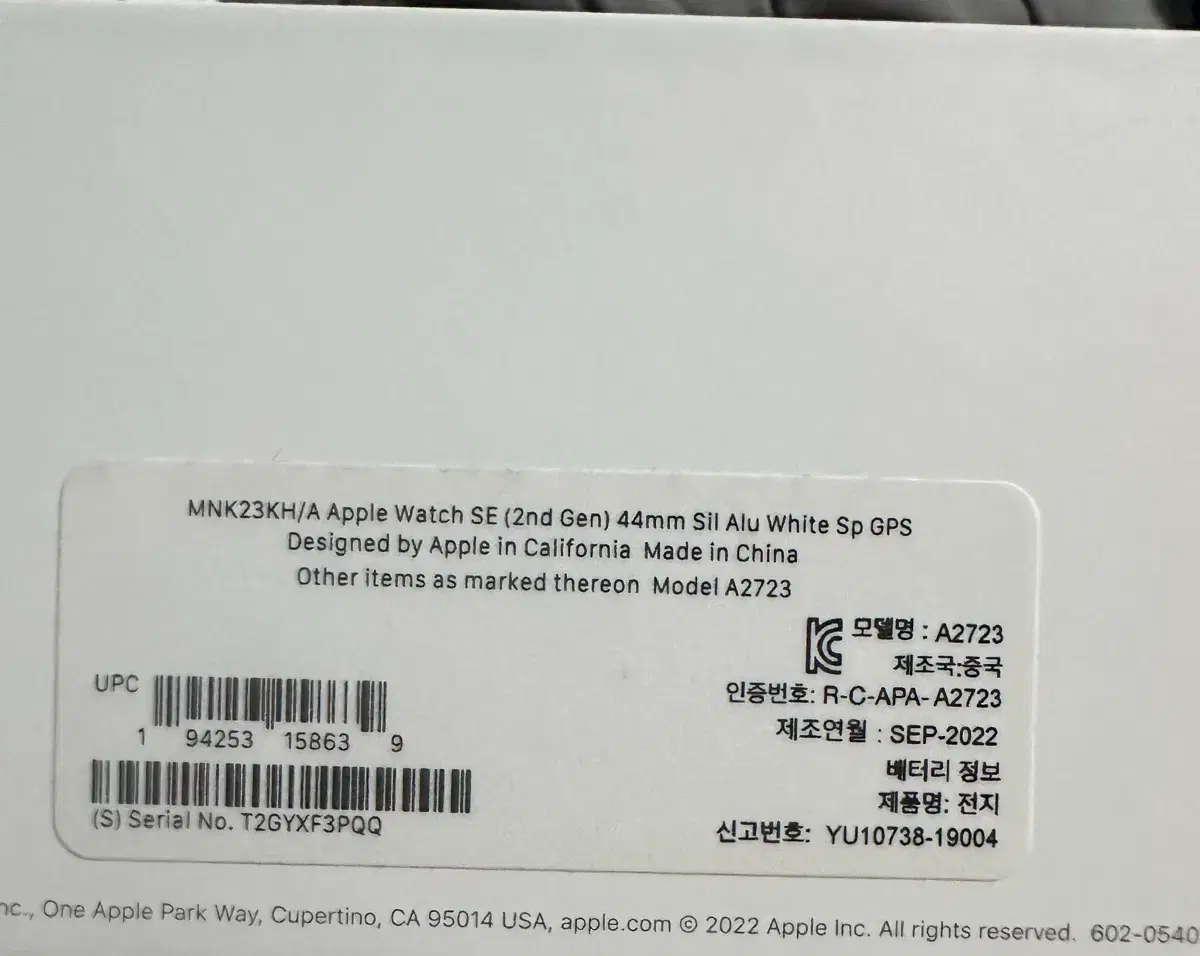 MNK23KH/A Apple Watch SE (2nd Gen) 44mm Sil Alu White Sp GPS
Designed by Apple in California Made in China
Other items as marked thereon Model A2723
모델명 : A2723
제조국:중국
인증번호: R-C-APA- A2723
제조연월 : SEP-2022
배터리 정보
제품명: 전지
신고번호: YU10738-19004
UPC
1 94253 15863 9
(S) Serial No. T2GYXF3PQQ
nc., One Apple Park Way, Cupertino, CA 95014 USA, apple.com © 2022 Apple Inc. All rights reserved. 602-0540